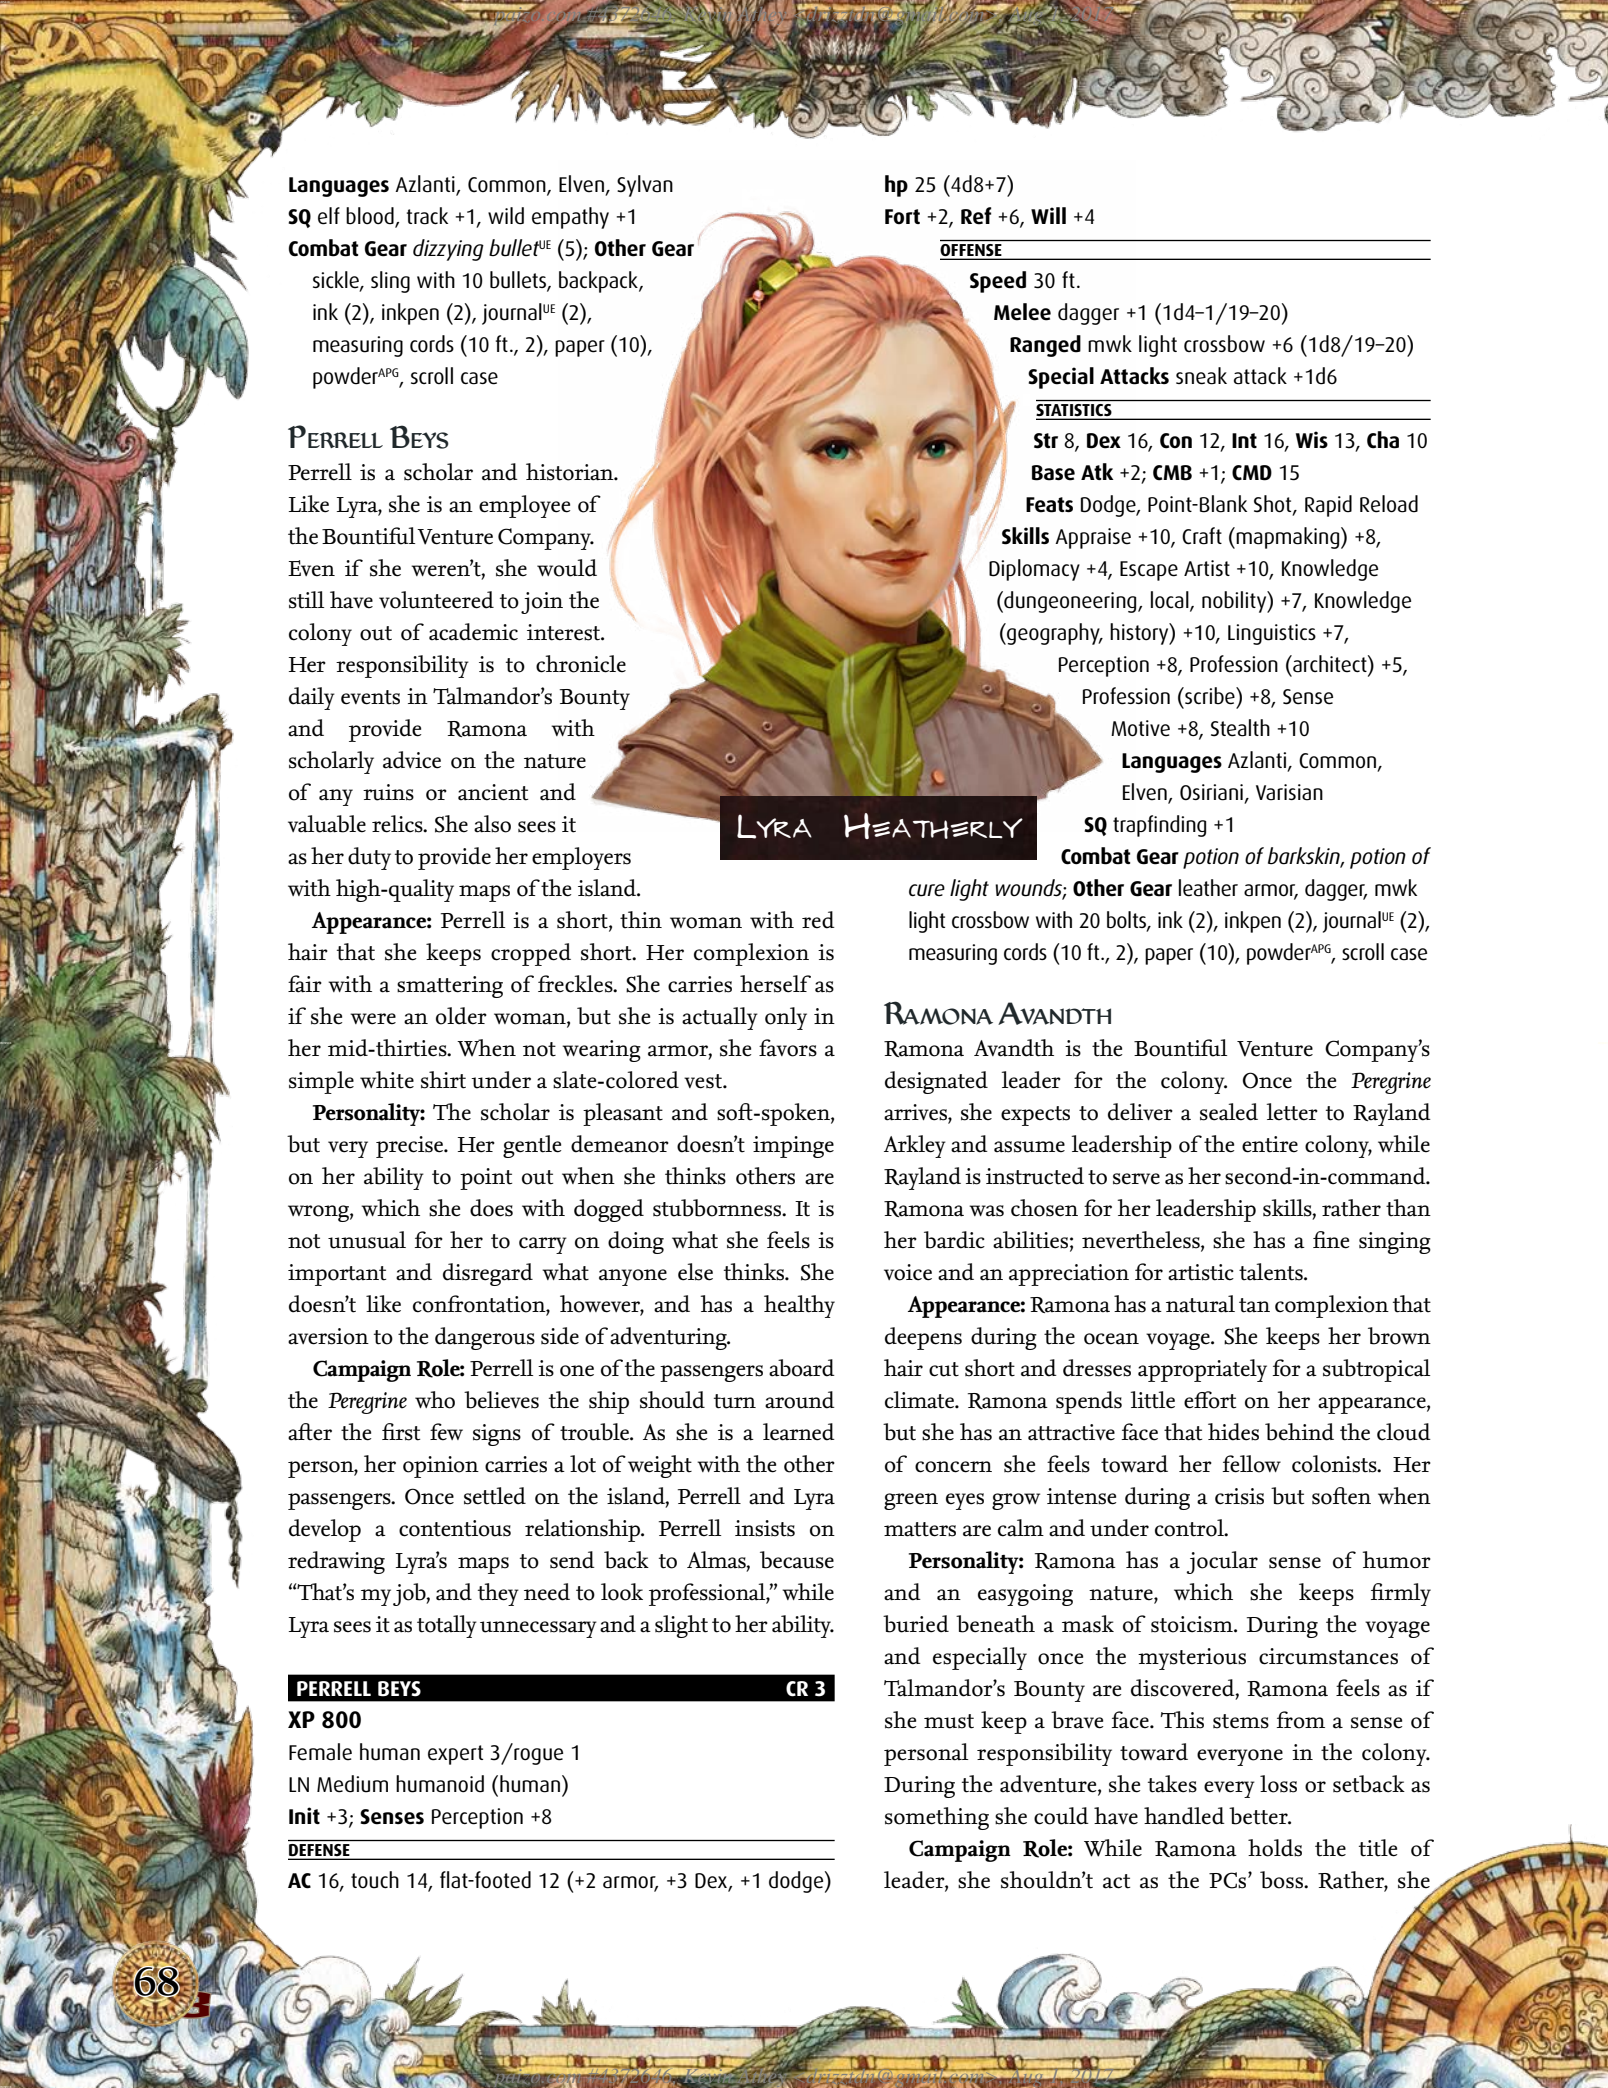 Languages Azlanti, Common, Elven, Sylvan
SQ elf blood, track +1, wild empathy +1
Combat Gear dizzying bulletUE (5); Other Gear
sickle, sling with 10 bullets, backpack,
ink (2), inkpen (2), journalUE (2),
measuring cords (10 ft., 2), paper (10),
powderAPG, scroll case
Perrell Beys
Perrell is a scholar and historian.
Like Lyra, she is an employee of
the Bountiful Venture Company.
Even if she weren’t, she would
still have volunteered to join the
colony out of academic interest.
Her responsibility is to chronicle
daily events in Talmandor’s Bounty
and provide Ramona with
scholarly advice on the nature
of any ruins or ancient and
valuable relics. She also sees it
as her duty to provide her employers
with high-quality maps of the island.
Appearance: Perrell is a short, thin woman with red
hair that she keeps cropped short. Her complexion is
fair with a smattering of freckles. She carries herself as
if she were an older woman, but she is actually only in
her mid-thirties. When not wearing armor, she favors a
simple white shirt under a slate-colored vest.
Personality: The scholar is pleasant and soft-spoken,
but very precise. Her gentle demeanor doesn’t impinge
on her ability to point out when she thinks others are
wrong, which she does with dogged stubbornness. It is
not unusual for her to carry on doing what she feels is
important and disregard what anyone else thinks. She
doesn’t like confrontation, however, and has a healthy
aversion to the dangerous side of adventuring.
Campaign Role: Perrell is one of the passengers aboard
the Peregrine who believes the ship should turn around
after the first few signs of trouble. As she is a learned
person, her opinion carries a lot of weight with the other
passengers. Once settled on the island, Perrell and Lyra
develop a contentious relationship. Perrell insists on
redrawing Lyra’s maps to send back to Almas, because
“That’s my job, and they need to look professional,” while
Lyra sees it as totally unnecessary and a slight to her ability.
PERRELL BEYS CR 3
XP 800
Female human expert 3/rogue 1
LN Medium humanoid (human)
Init +3; Senses Perception +8
DEFENSE
AC 16, touch 14, flat-footed 12 (+2 armor, +3 Dex, +1 dodge)
Lyra Heatherly
hp 25 (4d8+7)
Fort +2, Ref +6, Will +4
OFFENSE
Speed 30 ft.
Melee dagger +1 (1d4–1/19–20)
Ranged mwk light crossbow +6 (1d8/19–20)
Special Attacks sneak attack +1d6
STATISTICS
Str 8, Dex 16, Con 12, Int 16, Wis 13, Cha 10
Base Atk +2; CMB +1; CMD 15
Feats Dodge, Point-Blank Shot, Rapid Reload
Skills Appraise +10, Craft (mapmaking) +8,
Diplomacy +4, Escape Artist +10, Knowledge
(dungeoneering, local, nobility) +7, Knowledge
(geography, history) +10, Linguistics +7,
Perception +8, Profession (architect) +5,
Profession (scribe) +8, Sense
Motive +8, Stealth +10
Languages Azlanti, Common,
Elven, Osiriani, Varisian
SQ trapfinding +1
Combat Gear potion of barkskin, potion of
cure light wounds; Other Gear leather armor, dagger, mwk
light crossbow with 20 bolts, ink (2), inkpen (2), journalUE (2),
measuring cords (10 ft., 2), paper (10), powderAPG, scroll case
Ramona Avandth
Ramona Avandth is the Bountiful Venture Company’s
designated leader for the colony. Once the Peregrine
arrives, she expects to deliver a sealed letter to Rayland
Arkley and assume leadership of the entire colony, while
Rayland is instructed to serve as her second-in-command.
Ramona was chosen for her leadership skills, rather than
her bardic abilities; nevertheless, she has a fine singing
voice and an appreciation for artistic talents.
Appearance: Ramona has a natural tan complexion that
deepens during the ocean voyage. She keeps her brown
hair cut short and dresses appropriately for a subtropical
climate. Ramona spends little effort on her appearance,
but she has an attractive face that hides behind the cloud
of concern she feels toward her fellow colonists. Her
green eyes grow intense during a crisis but soften when
matters are calm and under control.
Personality: Ramona has a jocular sense of humor
and an easygoing nature, which she keeps firmly
buried beneath a mask of stoicism. During the voyage
and especially once the mysterious circumstances of
Talmandor’s Bounty are discovered, Ramona feels as if
she must keep a brave face. This stems from a sense of
personal responsibility toward everyone in the colony.
During the adventure, she takes every loss or setback as
something she could have handled better.
Campaign Role: While Ramona holds the title of
leader, she shouldn’t act as the PCs’ boss. Rather, she
68